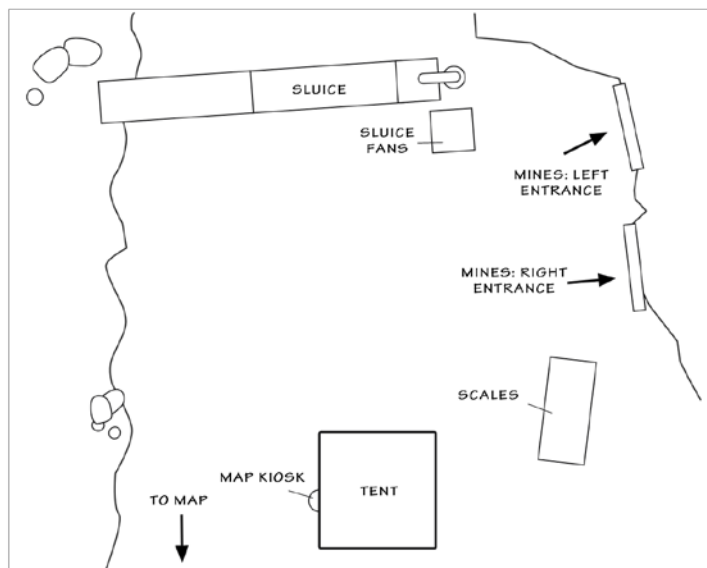 SLUICE
SLUICE
FANS
MINES: LEFT
ENTRANCE
MINES: RIGHT
ENTRANCE
SCALES
MAP KIOSK
TENT
TO MAP